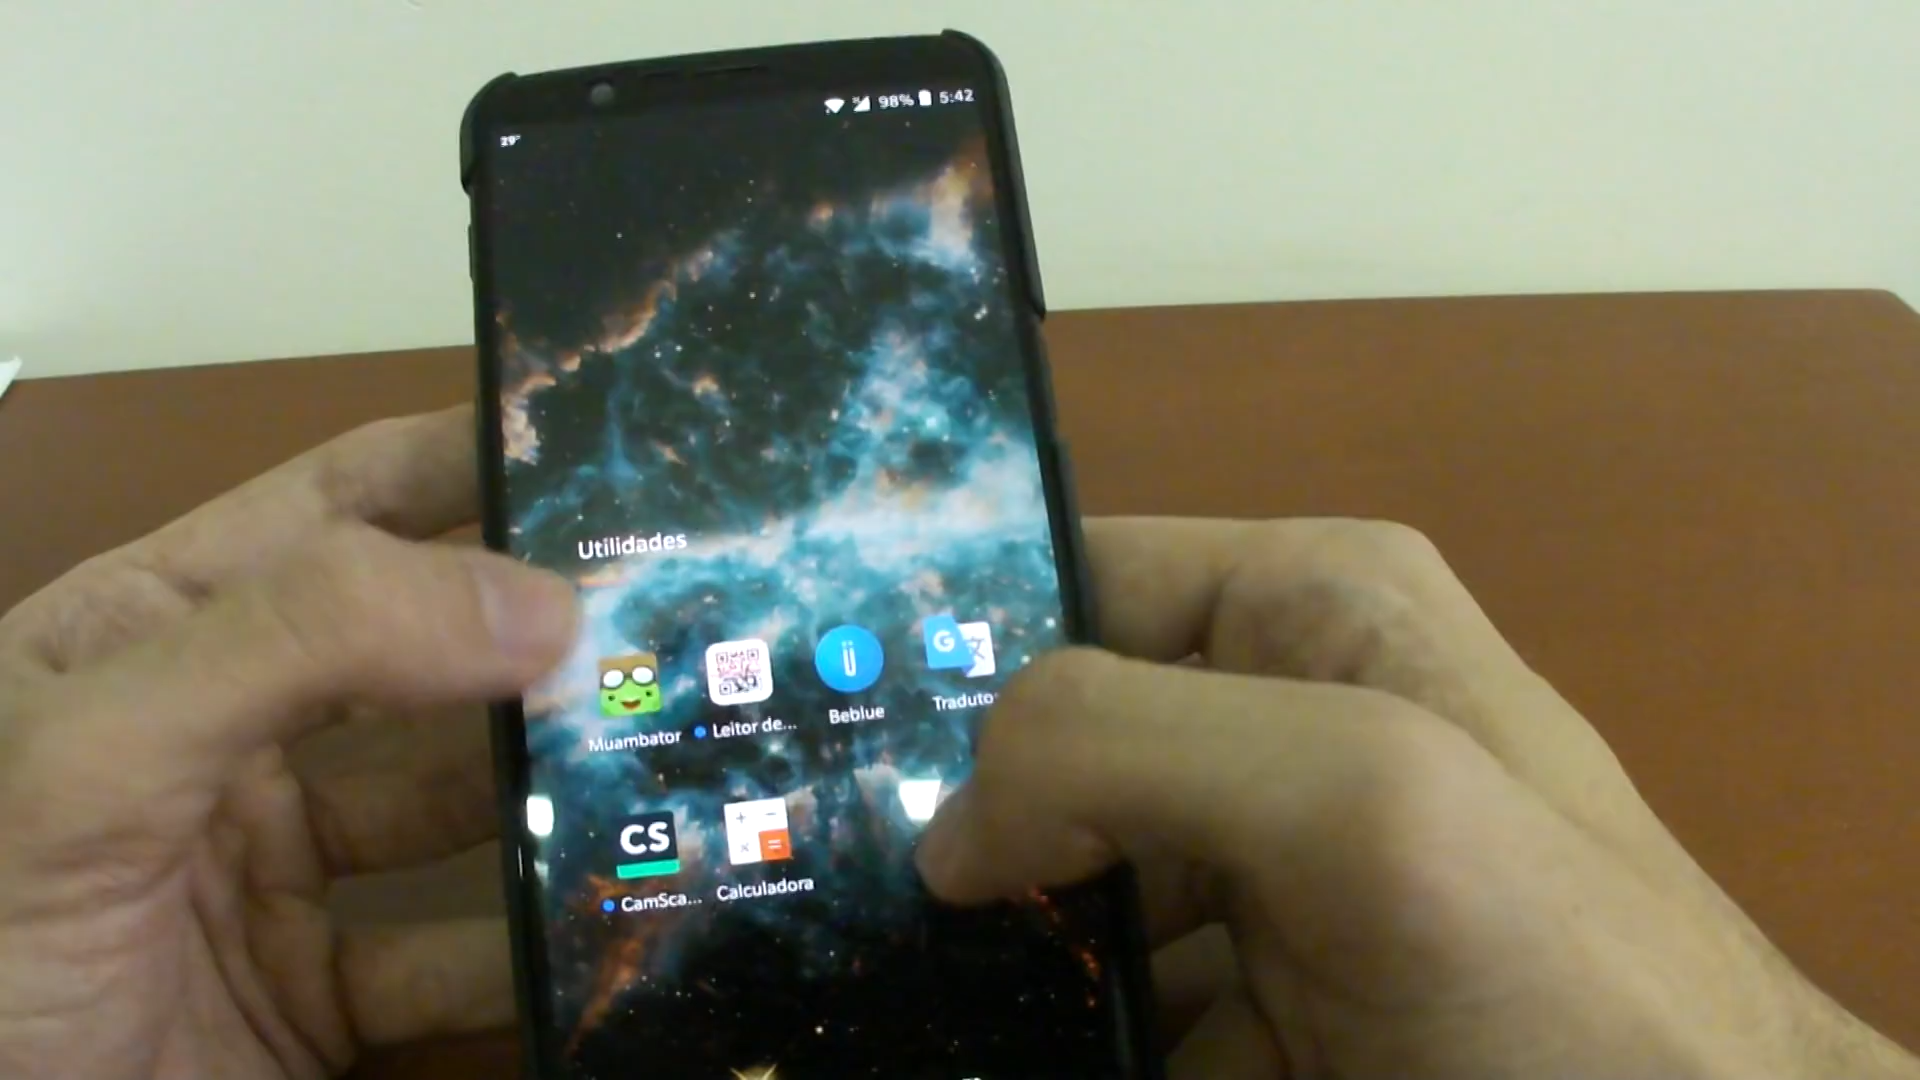 98% 5:42
29°
Utilidades
Muambator Leitor de... Beblue Traduto
CS
CamSca... Calculadora